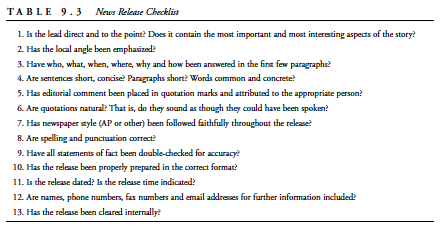 TABLE 9.3 News Release Checklist
1. Is the lead direct and to the point? Does it contain the most important and most interesting aspects of the story?
2. Has the local angle been emphasized?
3. Have who, what, when, where, why and how been answered in the first few paragraphs?
4. Are sentences short, concise? Paragraphs short? Words common and concrete?
5. Has editorial comment been placed in quotation marks and attributed to the appropriate person?
6. Are quotations natural? That is, do they sound as though they could have been spoken?
7. Has newspaper style (AP or other) been followed faithfully throughout the release?
8. Are spelling and punctuation correct?
9. Have all statements of fact been double-checked for accuracy?
10. Has the release been properly prepared in the correct format?
11. Is the release dated? Is the release time indicated?
12. Are names, phone numbers, fax numbers and email addresses for further information included?
13. Has the release been cleared internally?